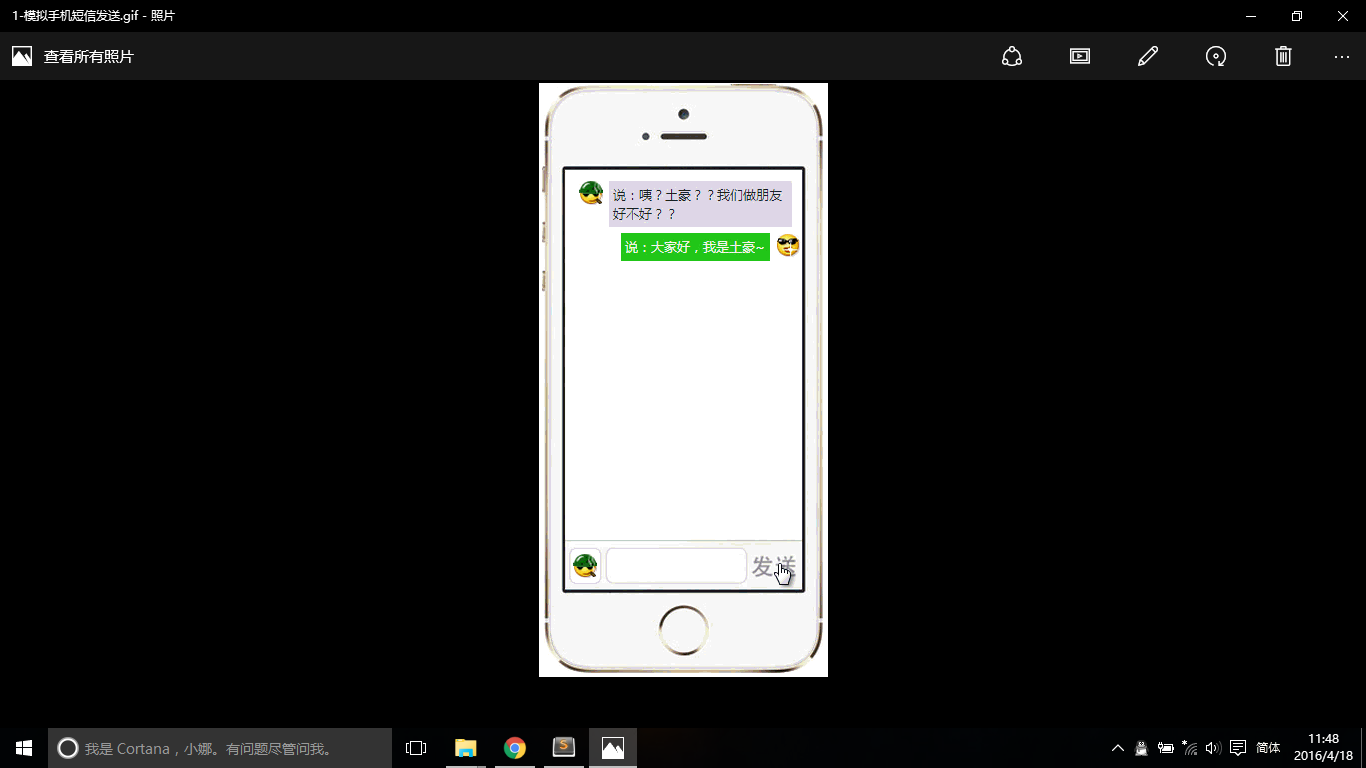 1-模拟手机短信发送.gif - 照片
查看所有照片
说：咦？土豪？？我们做朋友
好不好？？
说：大家好，我是土豪~
发送
我是 Cortana，小娜。有问题尽管问我。
S
简体
11:48
2016/4/18